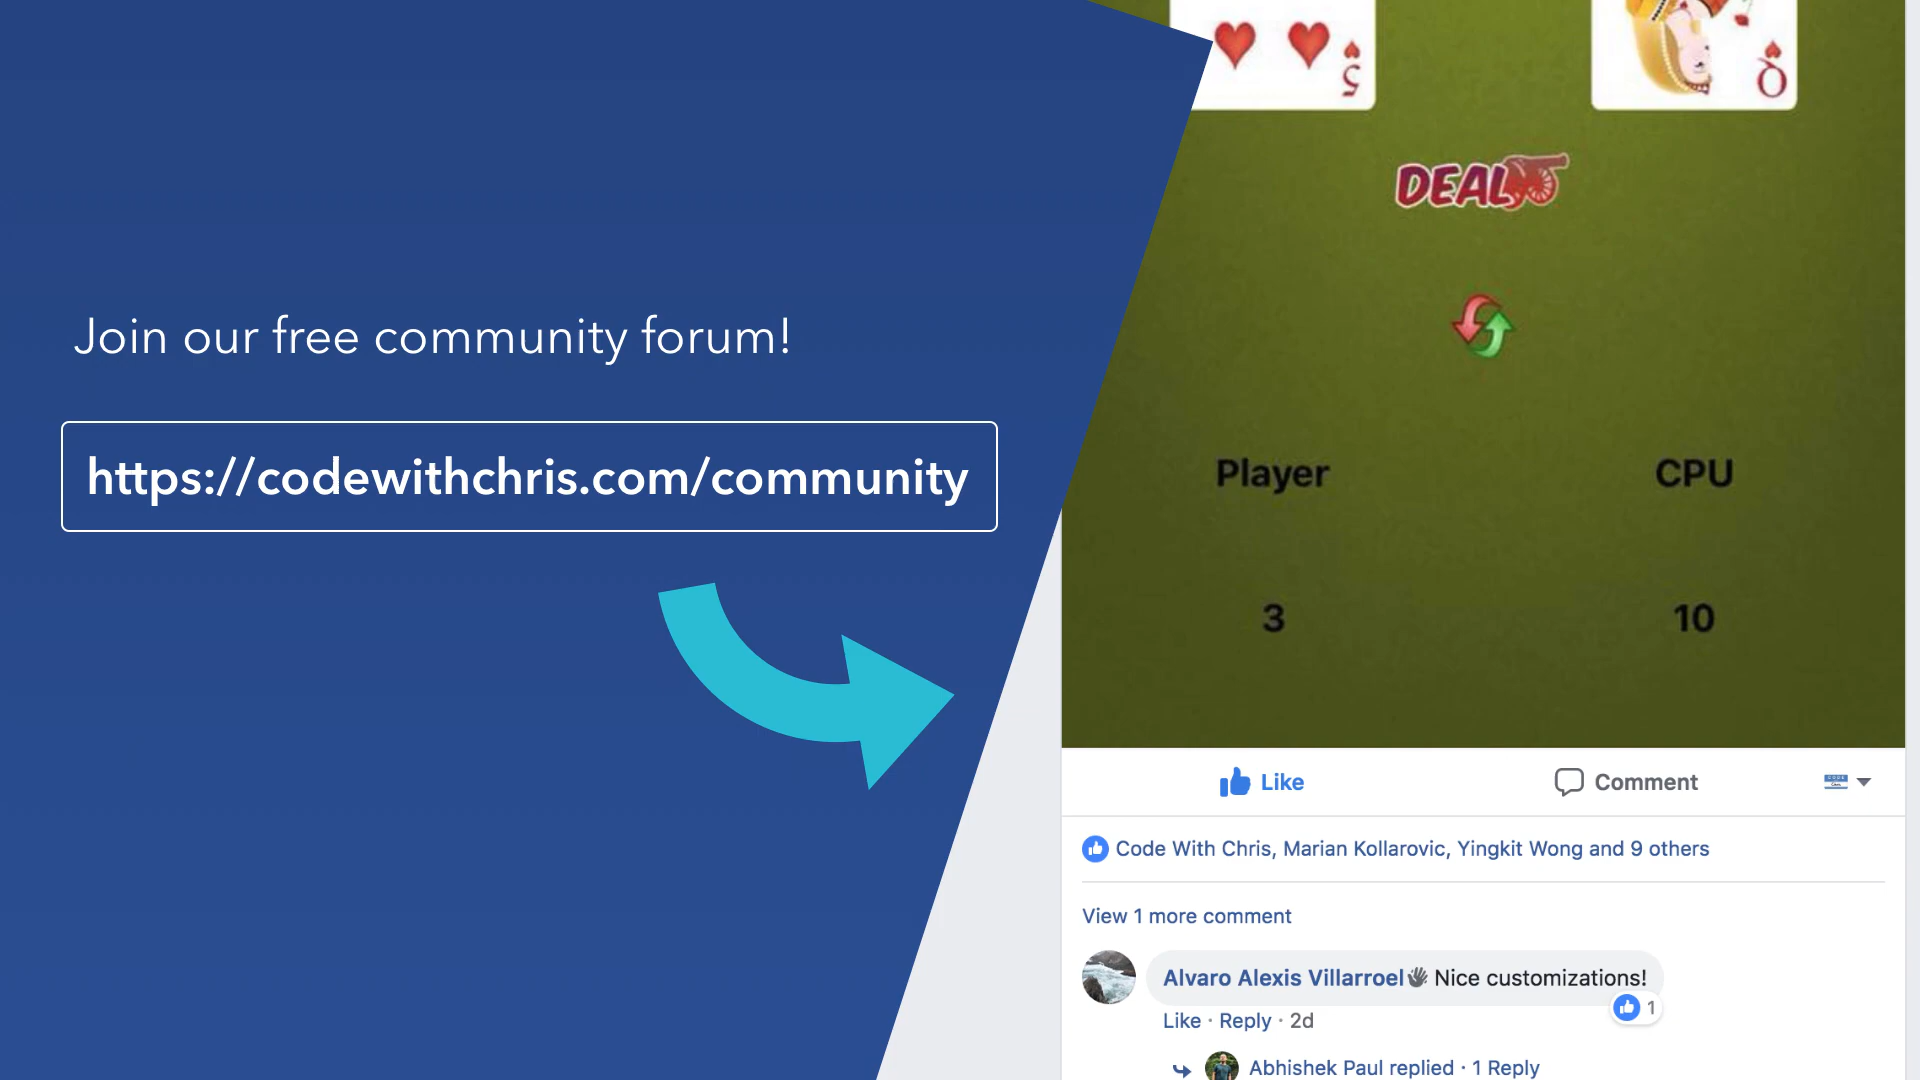 Join our free community forum!
https://codewithchris.com/community
5
Q
DEAL
Player
CPU
3
10
Like
Comment
Code With Chris, Marian Kollarovic, Yingkit Wong and 9 others
View 1 more comment
Alvaro Alexis Villarroel Nice customizations!
1
Like · Reply · 2d
Abhishek Paul replied · 1 Reply